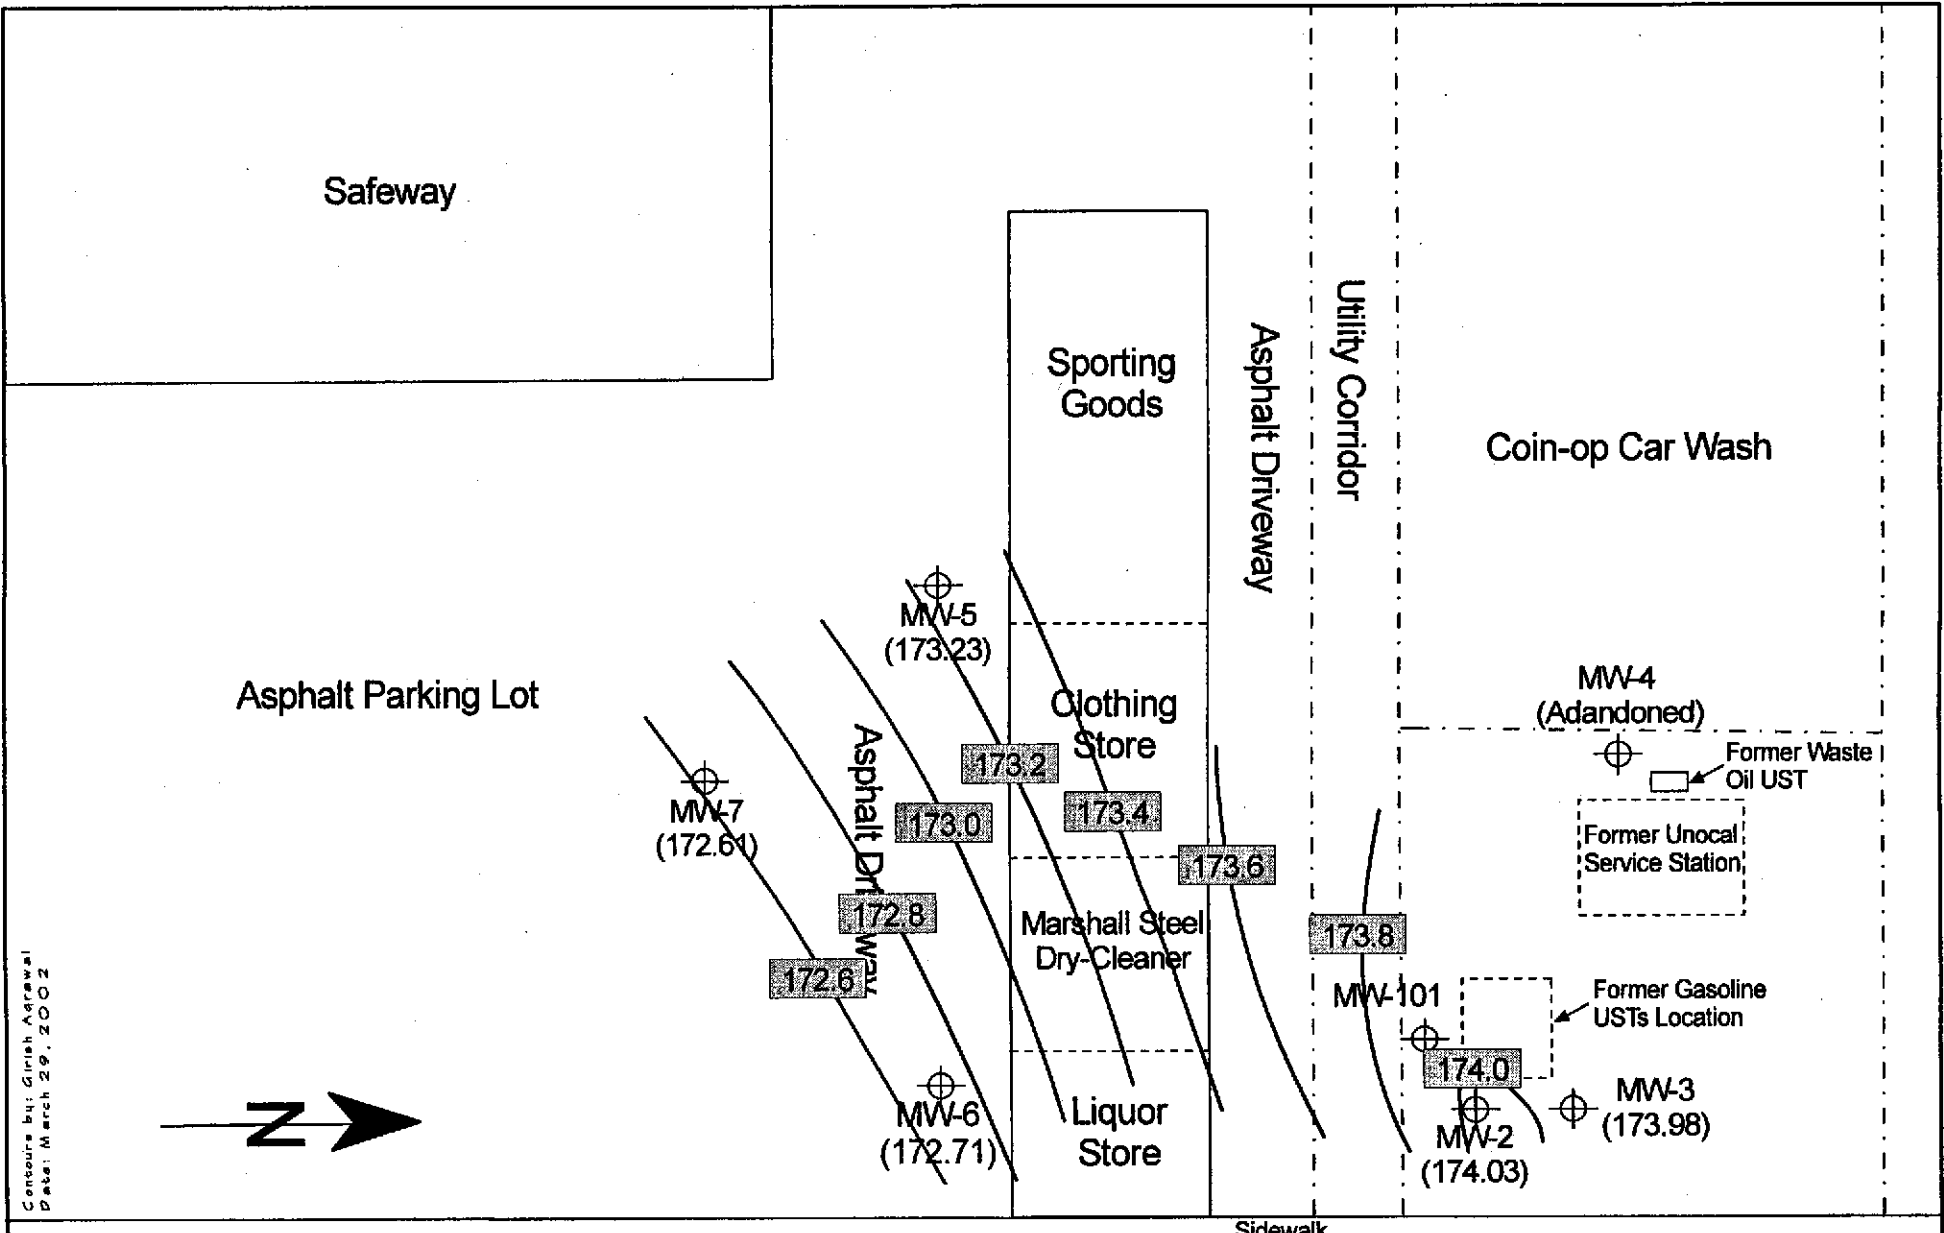 Safeway
Sporting
Goods
Asphalt Driveway
Utility Corridor
Coin-op Car Wash
MW-5
(173.23)
Asphalt Parking Lot
Clothing
Store
MW-4
(Adandoned)
Former Waste
Oil UST
173.2
MW-7
(172.61)
Asphalt Driveway
173.0
173.4
173.6
Former Unocal
Service Station
172.8
173.8
Marshall Steel
Dry-Cleaner
172.6
MW-101
Former Gasoline
USTs Location
174.0
N
MW-6
(172.71)
Liquor
Store
MW-2
(174.03)
MW-3
(173.98)
Contours by: Girish Agrawal
Date: March 29, 2002
Sidewalk